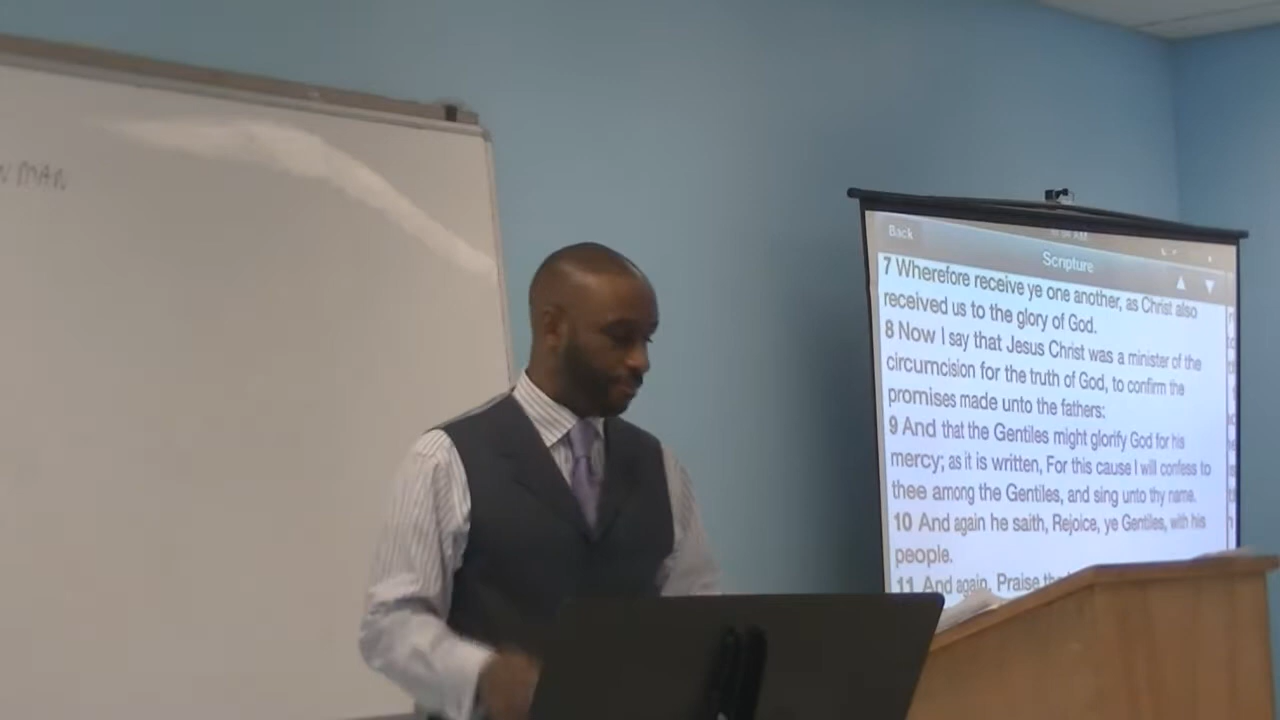 MAN
Back
Scripture
7 Wherefore receive ye one another, as Christ also
received us to the glory of God.
8 Now I say that Jesus Christ was a minister of the
circumcision for the truth of God, to confirm the
promises made unto the fathers:
9 And that the Gentiles might glorify God for his
mercy; as it is written, For this cause I will confess to
thee among the Gentiles, and sing unto thy name.
10 And again he saith, Rejoice, ye Gentiles, with his
people.
11 And again, Praise